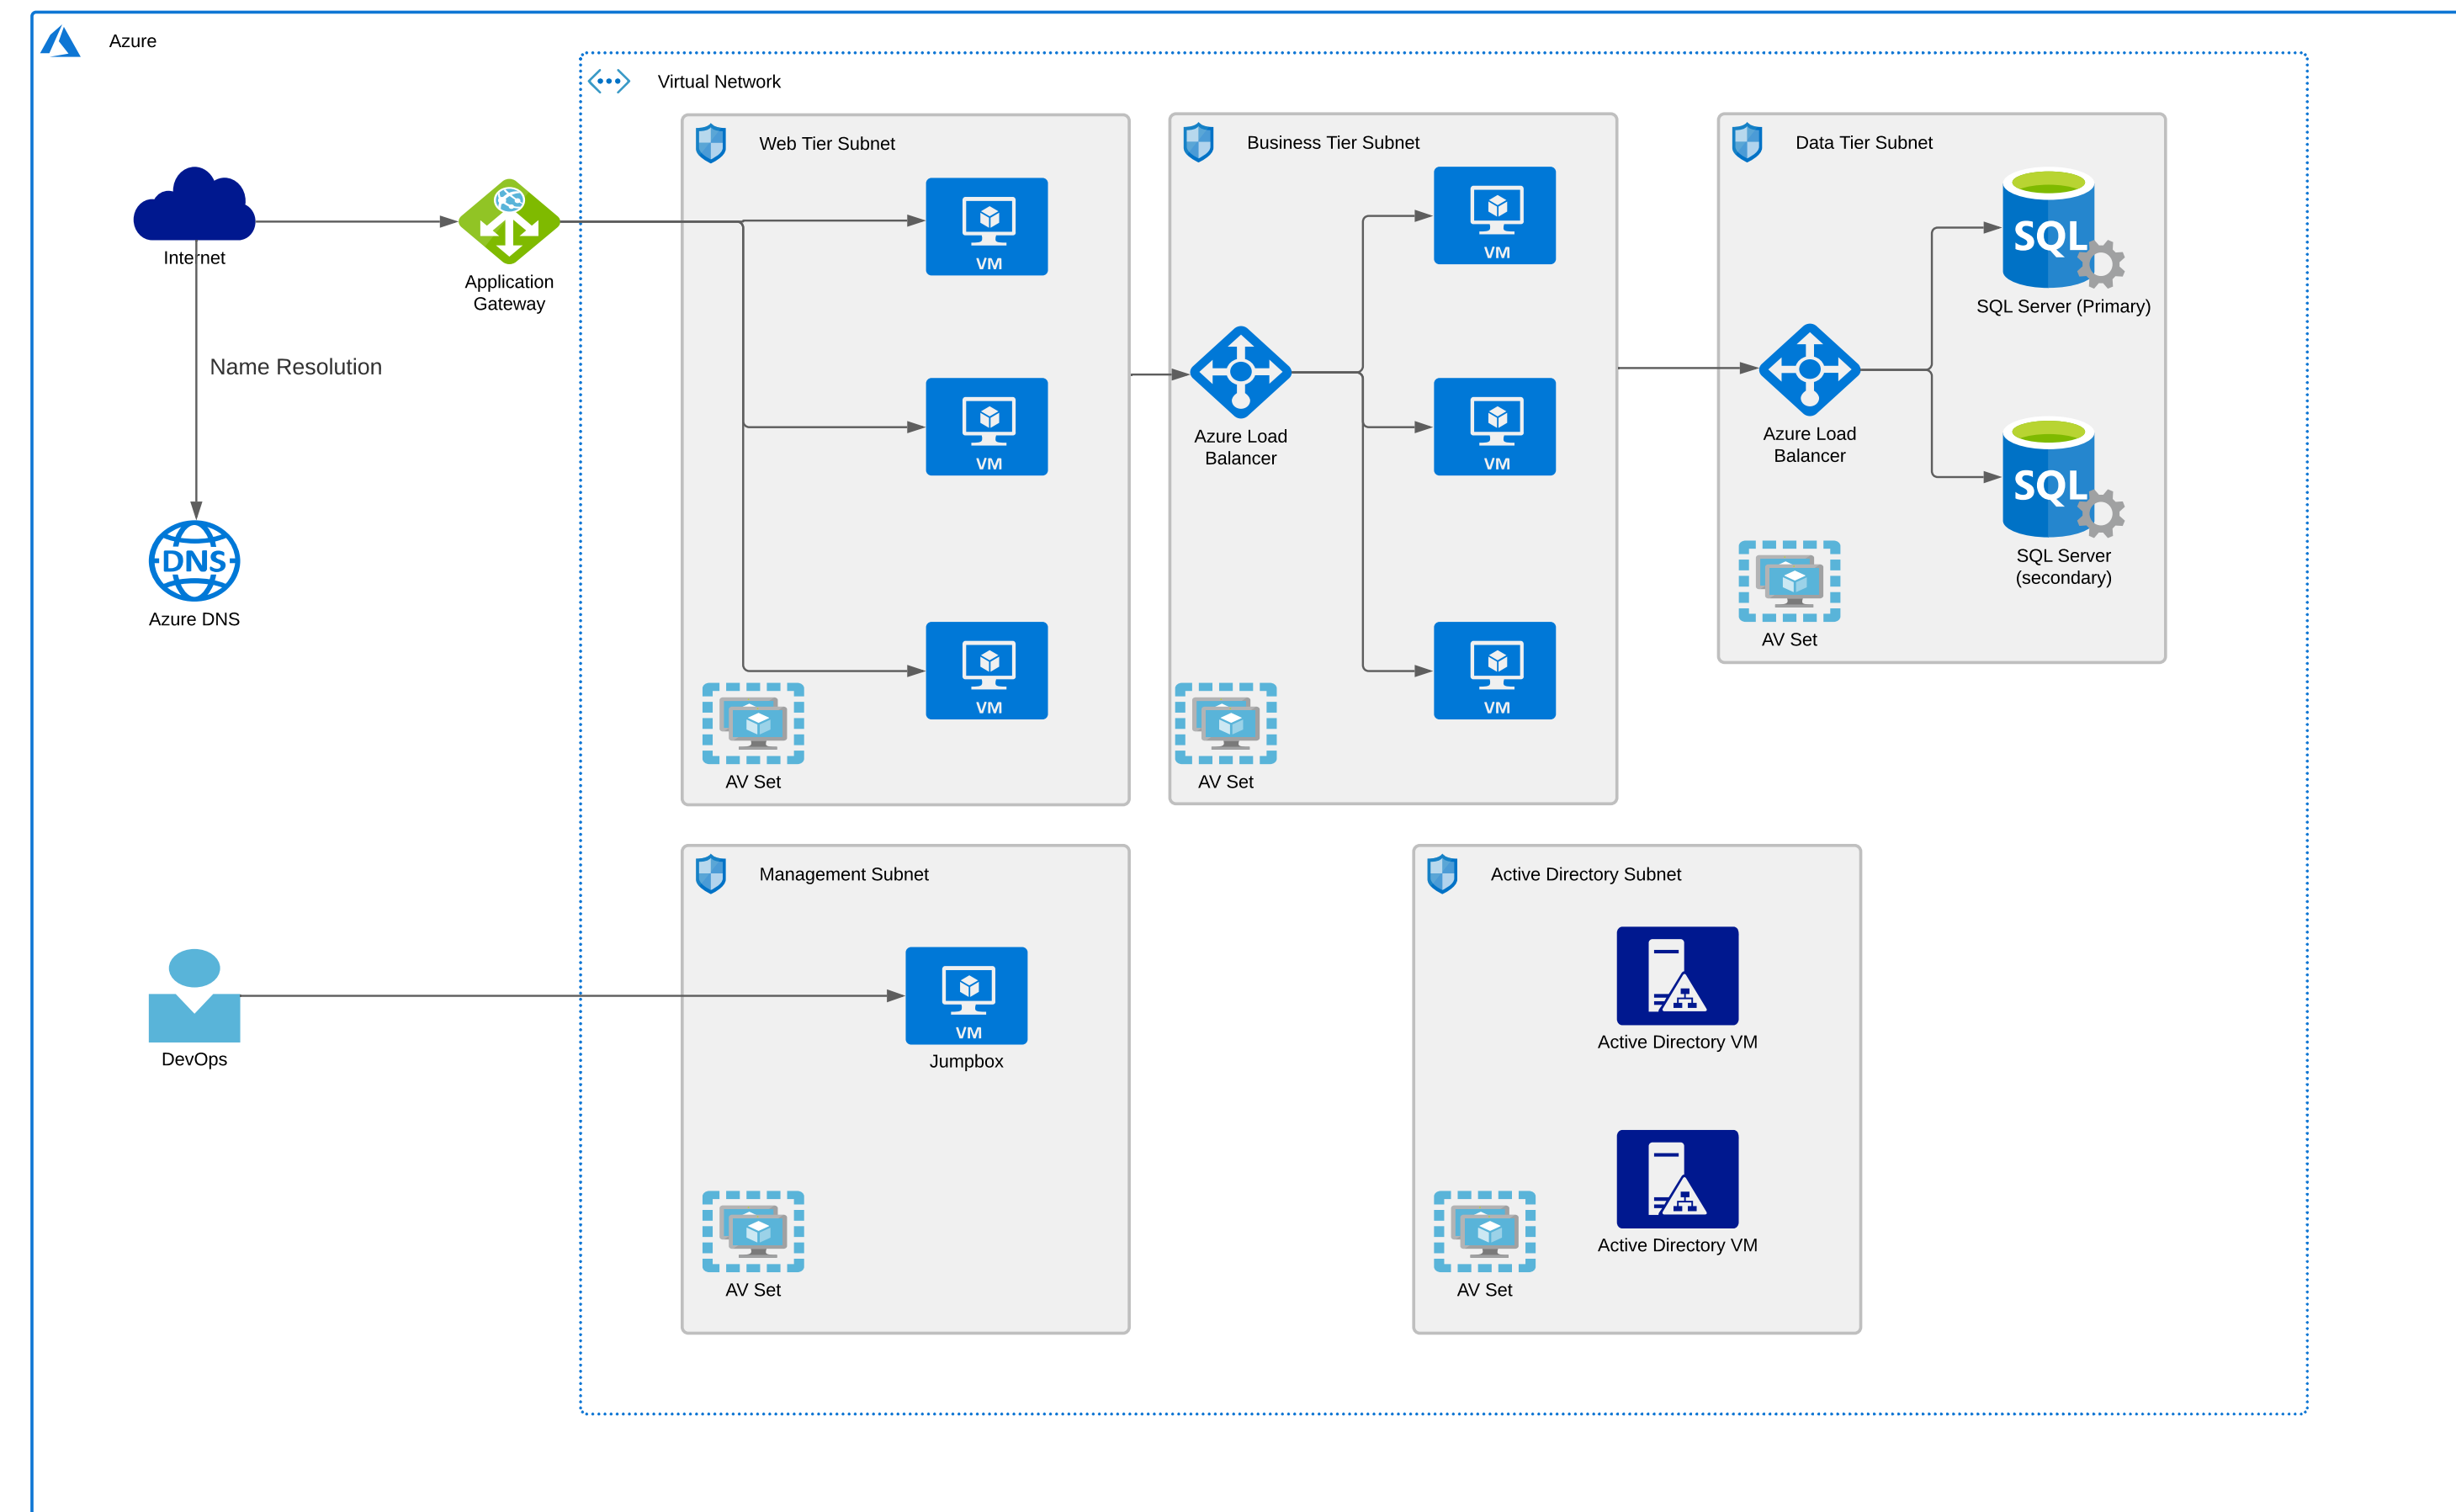 Azure
Virtual Network
Web Tier Subnet
Business Tier Subnet
Data Tier Subnet
Internet
Application
Gateway
VM
VM
SQL
SQL Server (Primary)
Name Resolution
VM
Azure Load
Balancer
VM
Azure Load
Balancer
SQL
SQL Server
(secondary)
DNS
Azure DNS
AV Set
VM
VM
AV Set
AV Set
Management Subnet
Active Directory Subnet
DevOps
VM
Jumpbox
Active Directory VM
Active Directory VM
AV Set
AV Set